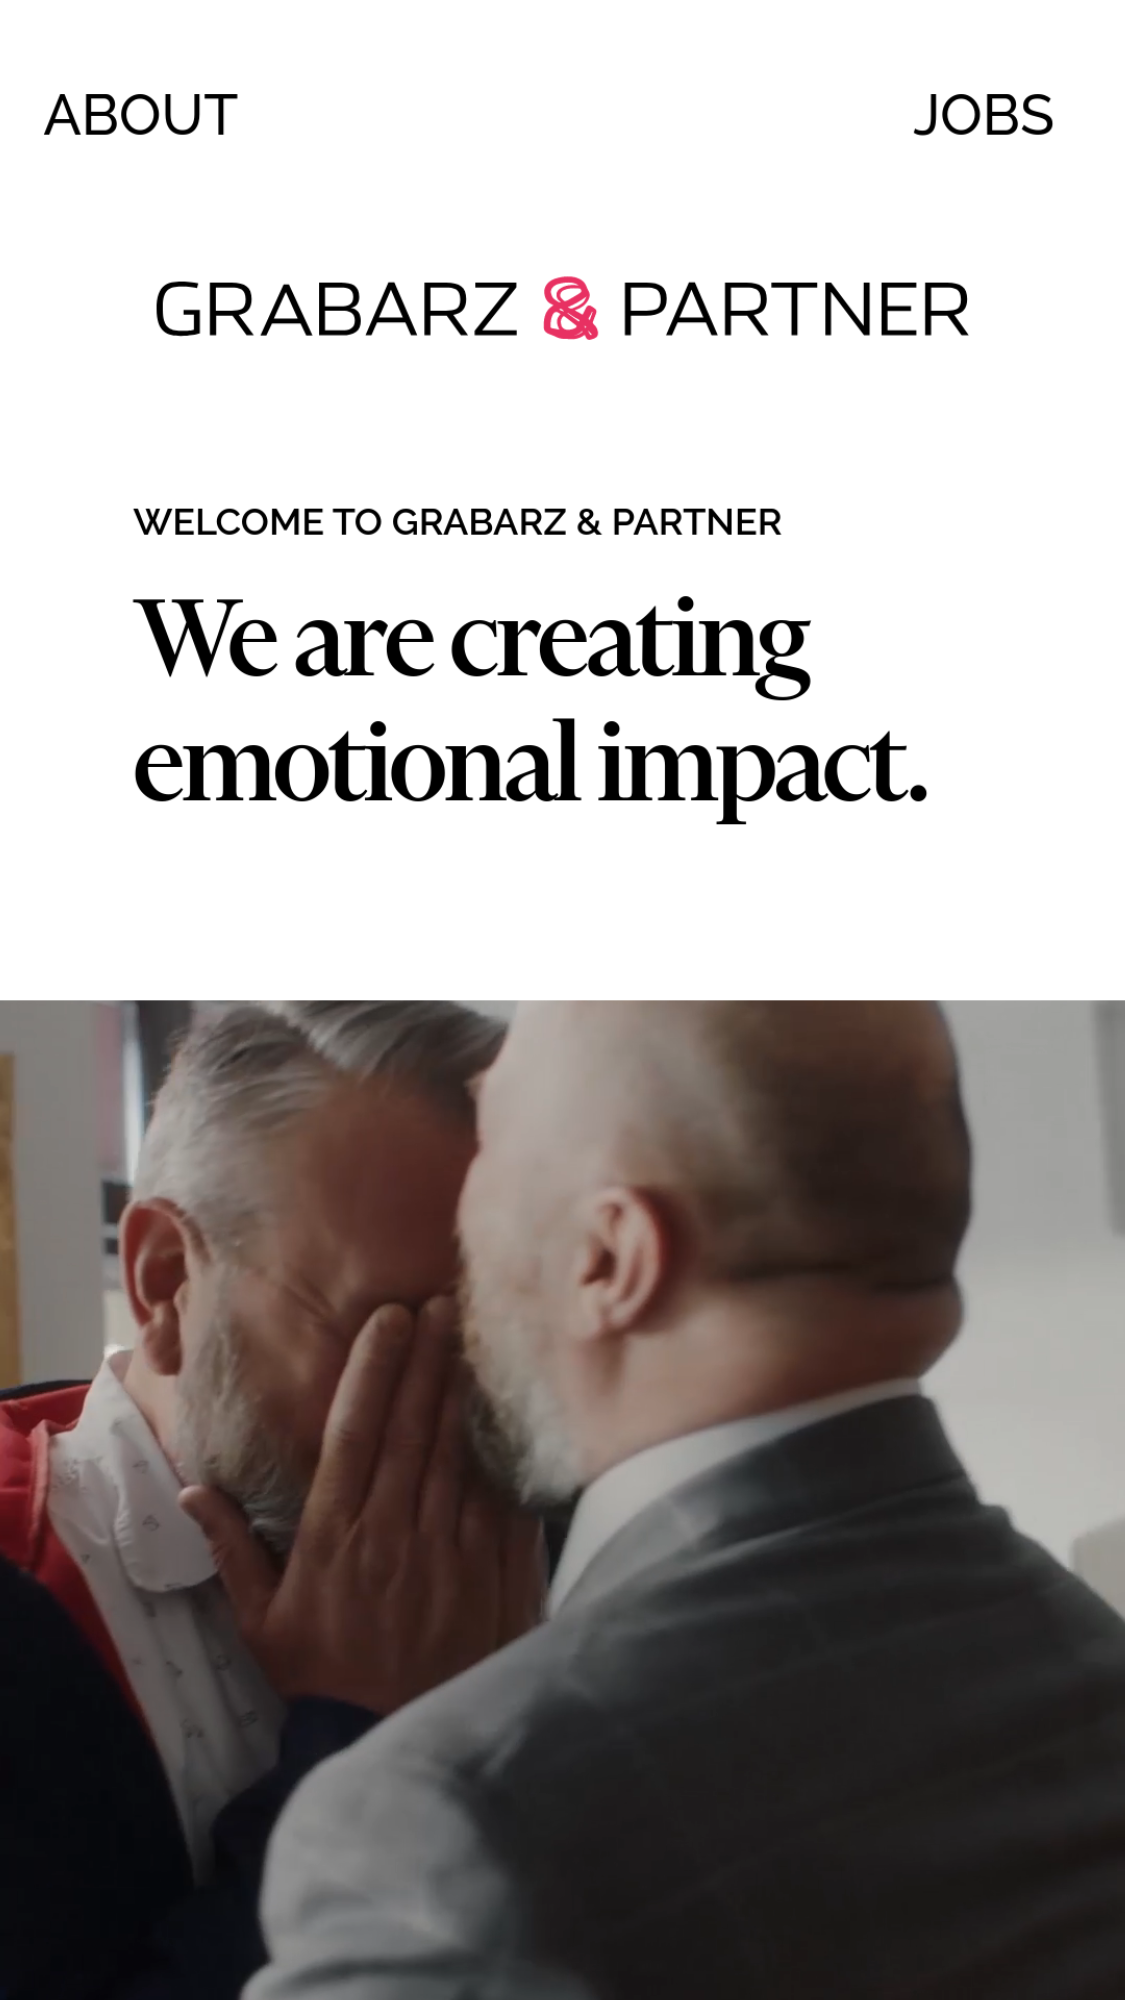 ABOUT
JOBS
GRABARZ & PARTNER
WELCOME TO GRABARZ & PARTNER
We are creating
emotional impact.